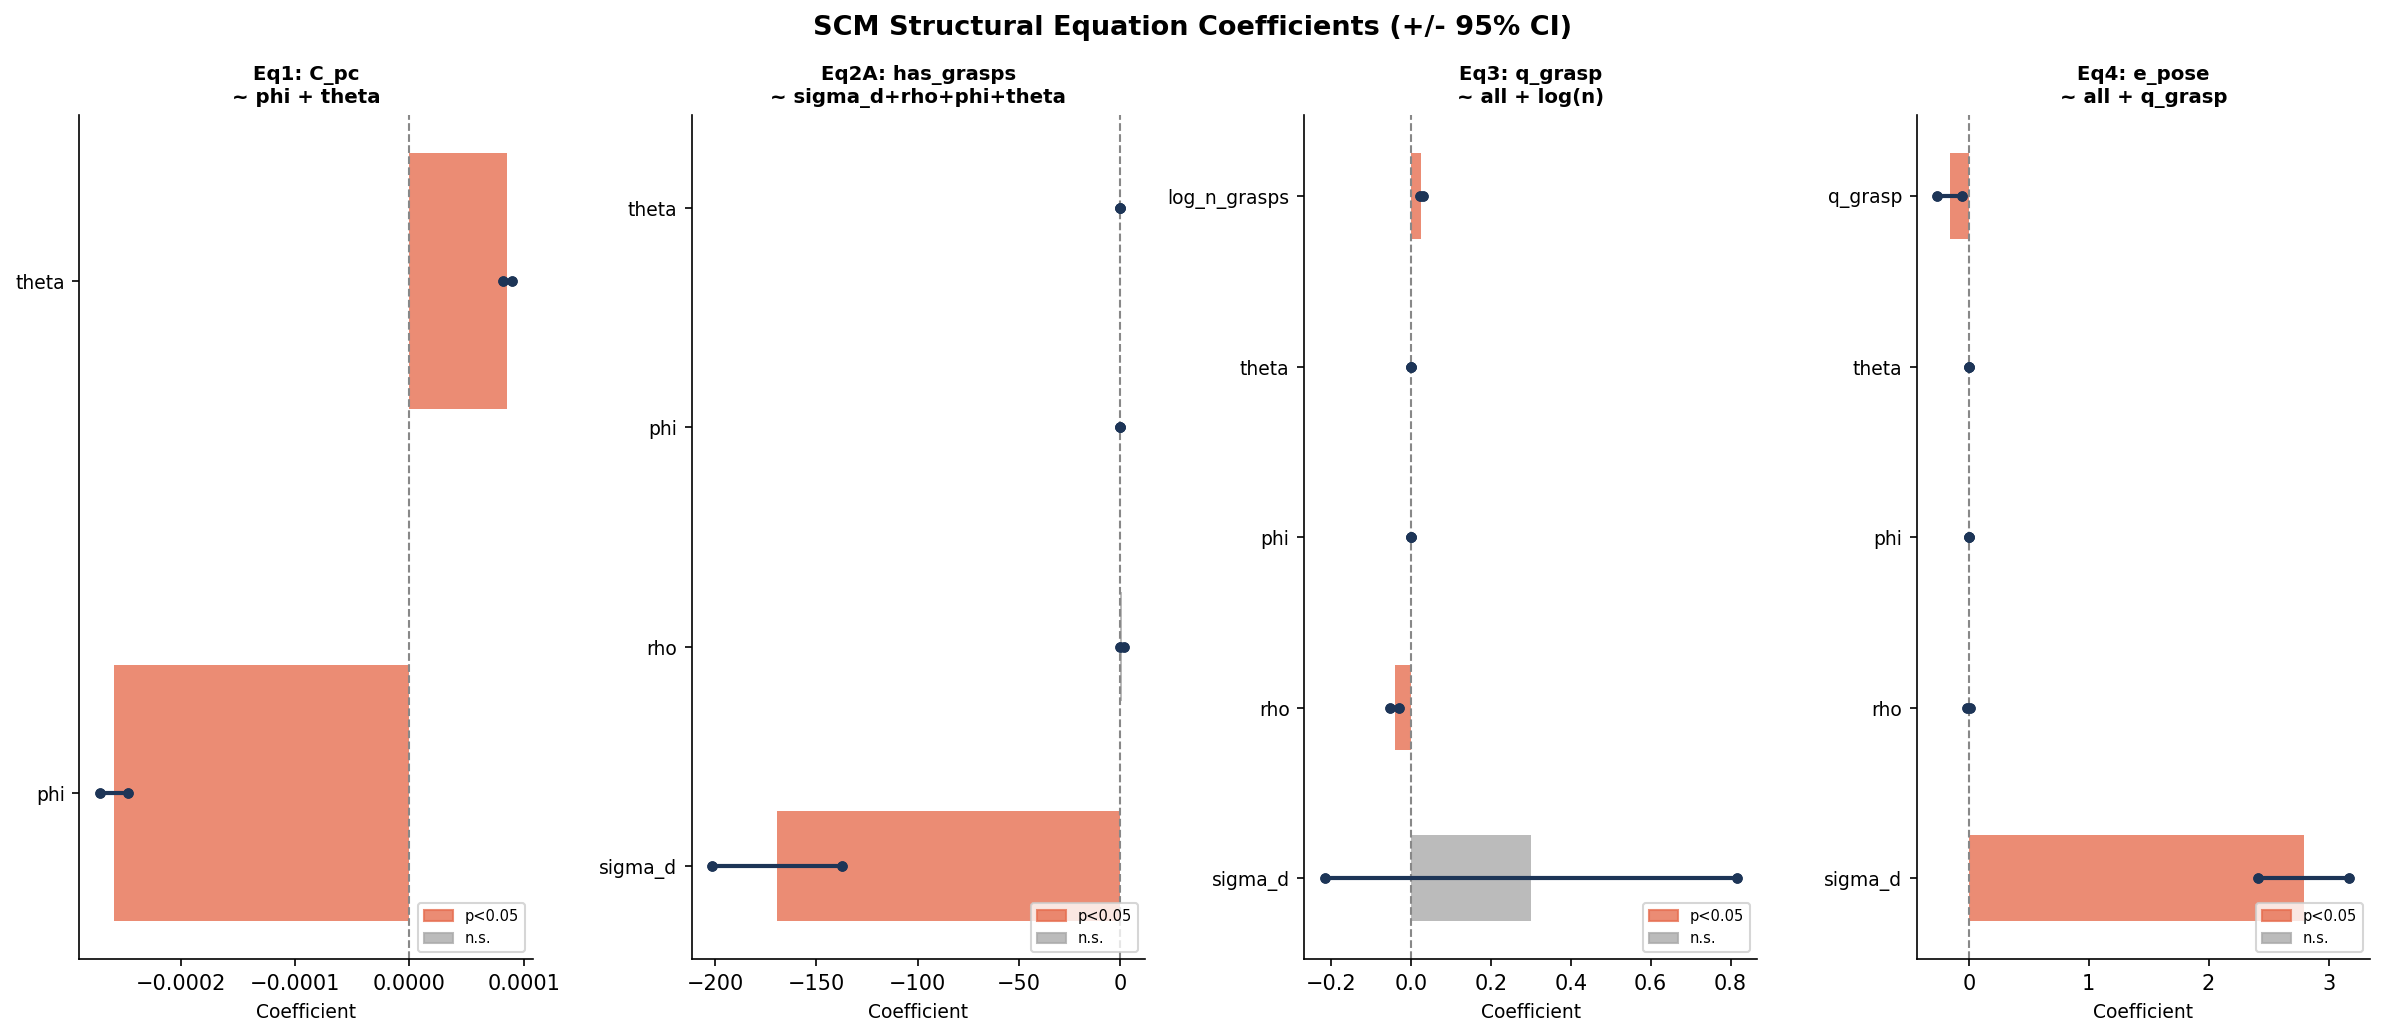 SCM Structural Equation Coefficients (+/- 95% CI)
Eq1: C_pc
~ phi + theta
theta
phi
−0.0002
−0.0001
0.0000
0.0001
Coefficient
p<0.05
n.s.
Eq2A: has_grasps
~ sigma_d+rho+phi+theta
theta
phi
rho
sigma_d
−200
−150
−100
−50
0
Coefficient
p<0.05
n.s.
Eq3: q_grasp
~ all + log(n)
log_n_grasps
theta
phi
rho
sigma_d
−0.2
0.0
0.2
0.4
0.6
0.8
Coefficient
p<0.05
n.s.
Eq4: e_pose
~ all + q_grasp
q_grasp
theta
phi
rho
sigma_d
0
1
2
3
Coefficient
p<0.05
n.s.